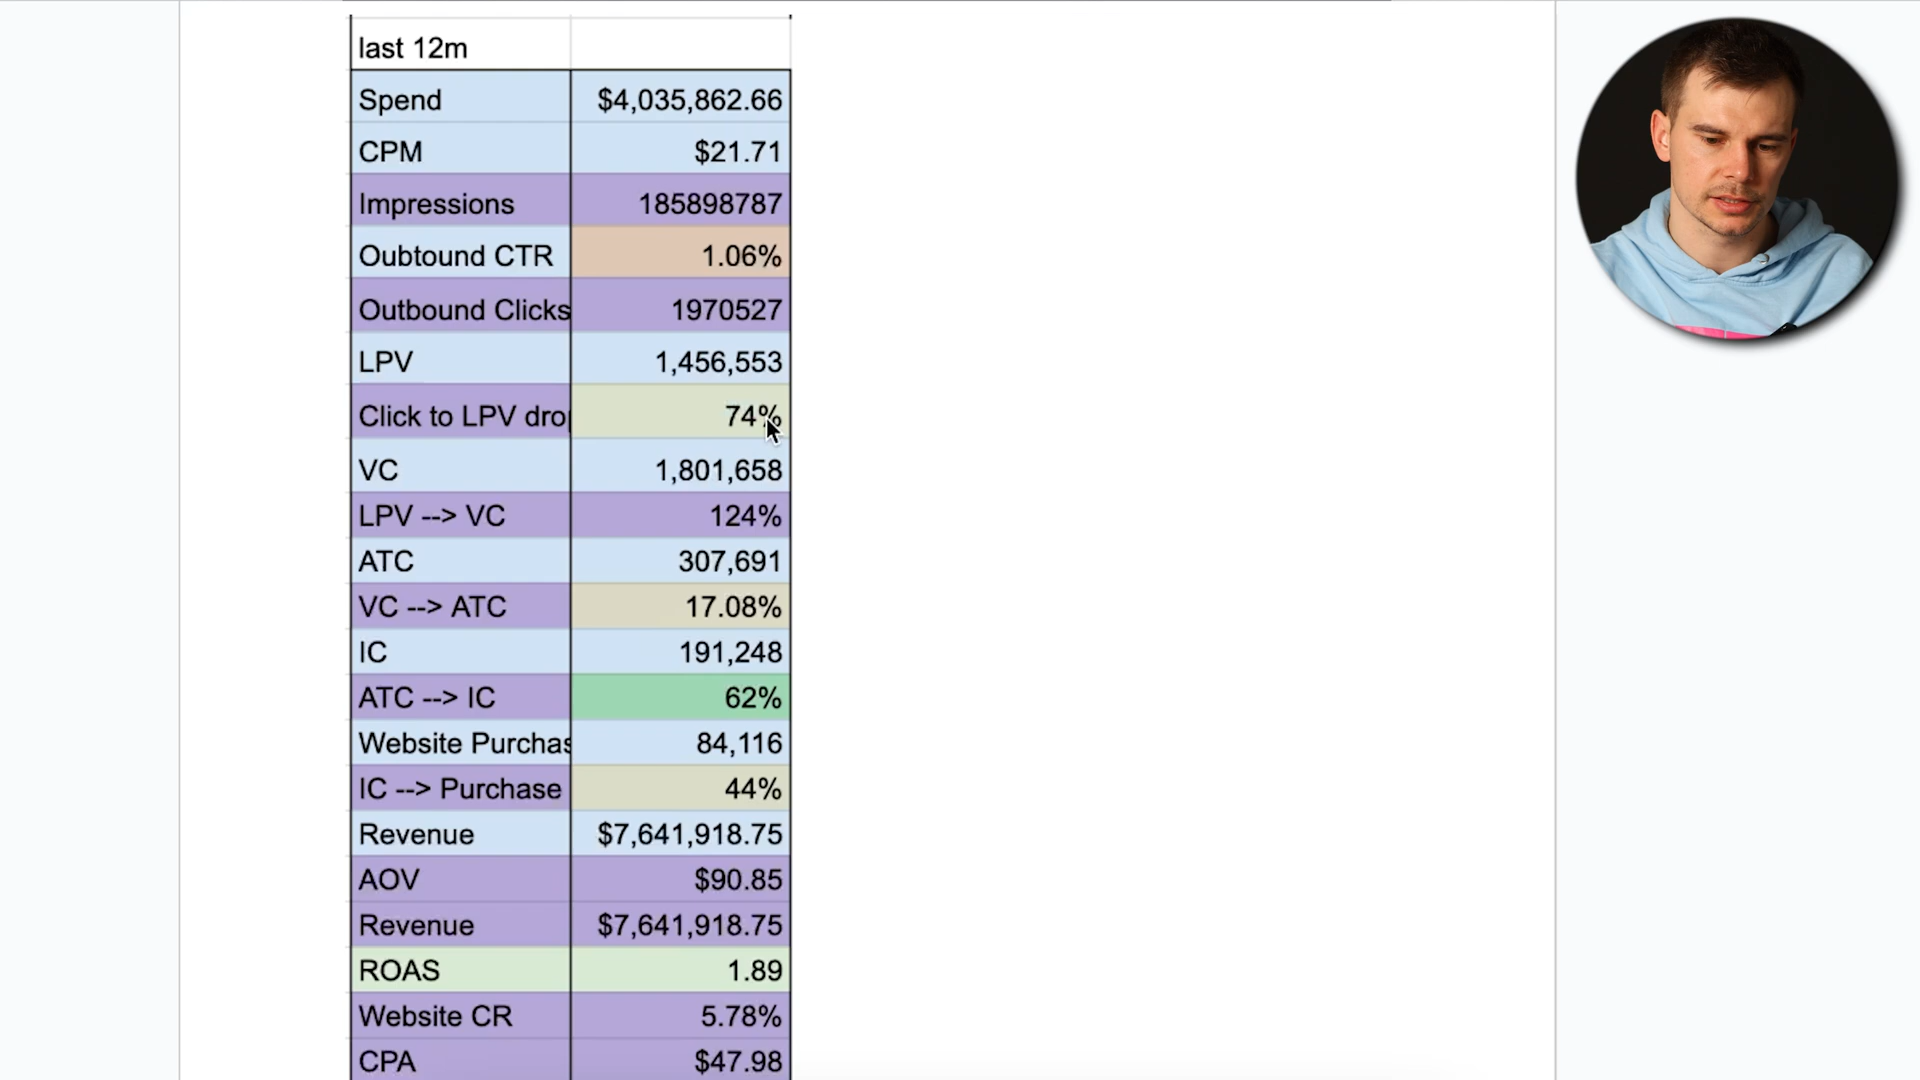 last 12m
Spend $4,035,862.66
CPM $21.71
Impressions 185898787
Oubtound CTR 1.06%
Outbound Clicks 1970527
LPV 1,456,553
Click to LPV drop 74%
VC 1,801,658
LPV --> VC 124%
ATC 307,691
VC --> ATC 17.08%
IC 191,248
ATC --> IC 62%
Website Purchas 84,116
IC --> Purchase 44%
Revenue $7,641,918.75
AOV $90.85
Revenue $7,641,918.75
ROAS 1.89
Website CR 5.78%
CPA $47.98